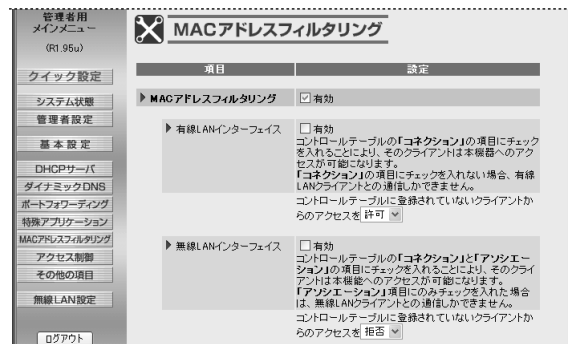 管理者用
メインメニュー
(R1.95u)
クイック設定
システム状態
管理者設定
基本設定
DHCPサーバ
ダイナミックDNS
ポートフォワーディング
特殊アプリケーション
MACアドレスフィルタリング
アクセス制御
その他の項目
無線LAN設定
ログアウト
MACアドレスフィルタリング
項目 設定
MACアドレスフィルタリング 有効
有線LANインターフェイス 有効
コントロールテーブルの「コネクション」の項目にチェック
を入れることにより、そのクライアントは本機器へのアク
セスが可能になります。
「コネクション」の項目にチェックを入れない場合、有線
LANクライアントとの通信しかできません。
コントロールテーブルに登録されていないクライアントか
らのアクセスを 許可
無線LANインターフェイス 有効
コントロールテーブルの「コネクション」と「アソシエー
ション」の項目にチェックを入れることにより、そのクライ
アントは本機能へのアクセスが可能になります。
「アソシエーション」項目にのみチェックを入れた場合
は、無線LANクライアントとの通信しかできません。
コントロールテーブルに登録されていないクライアントか
らのアクセスを 拒否